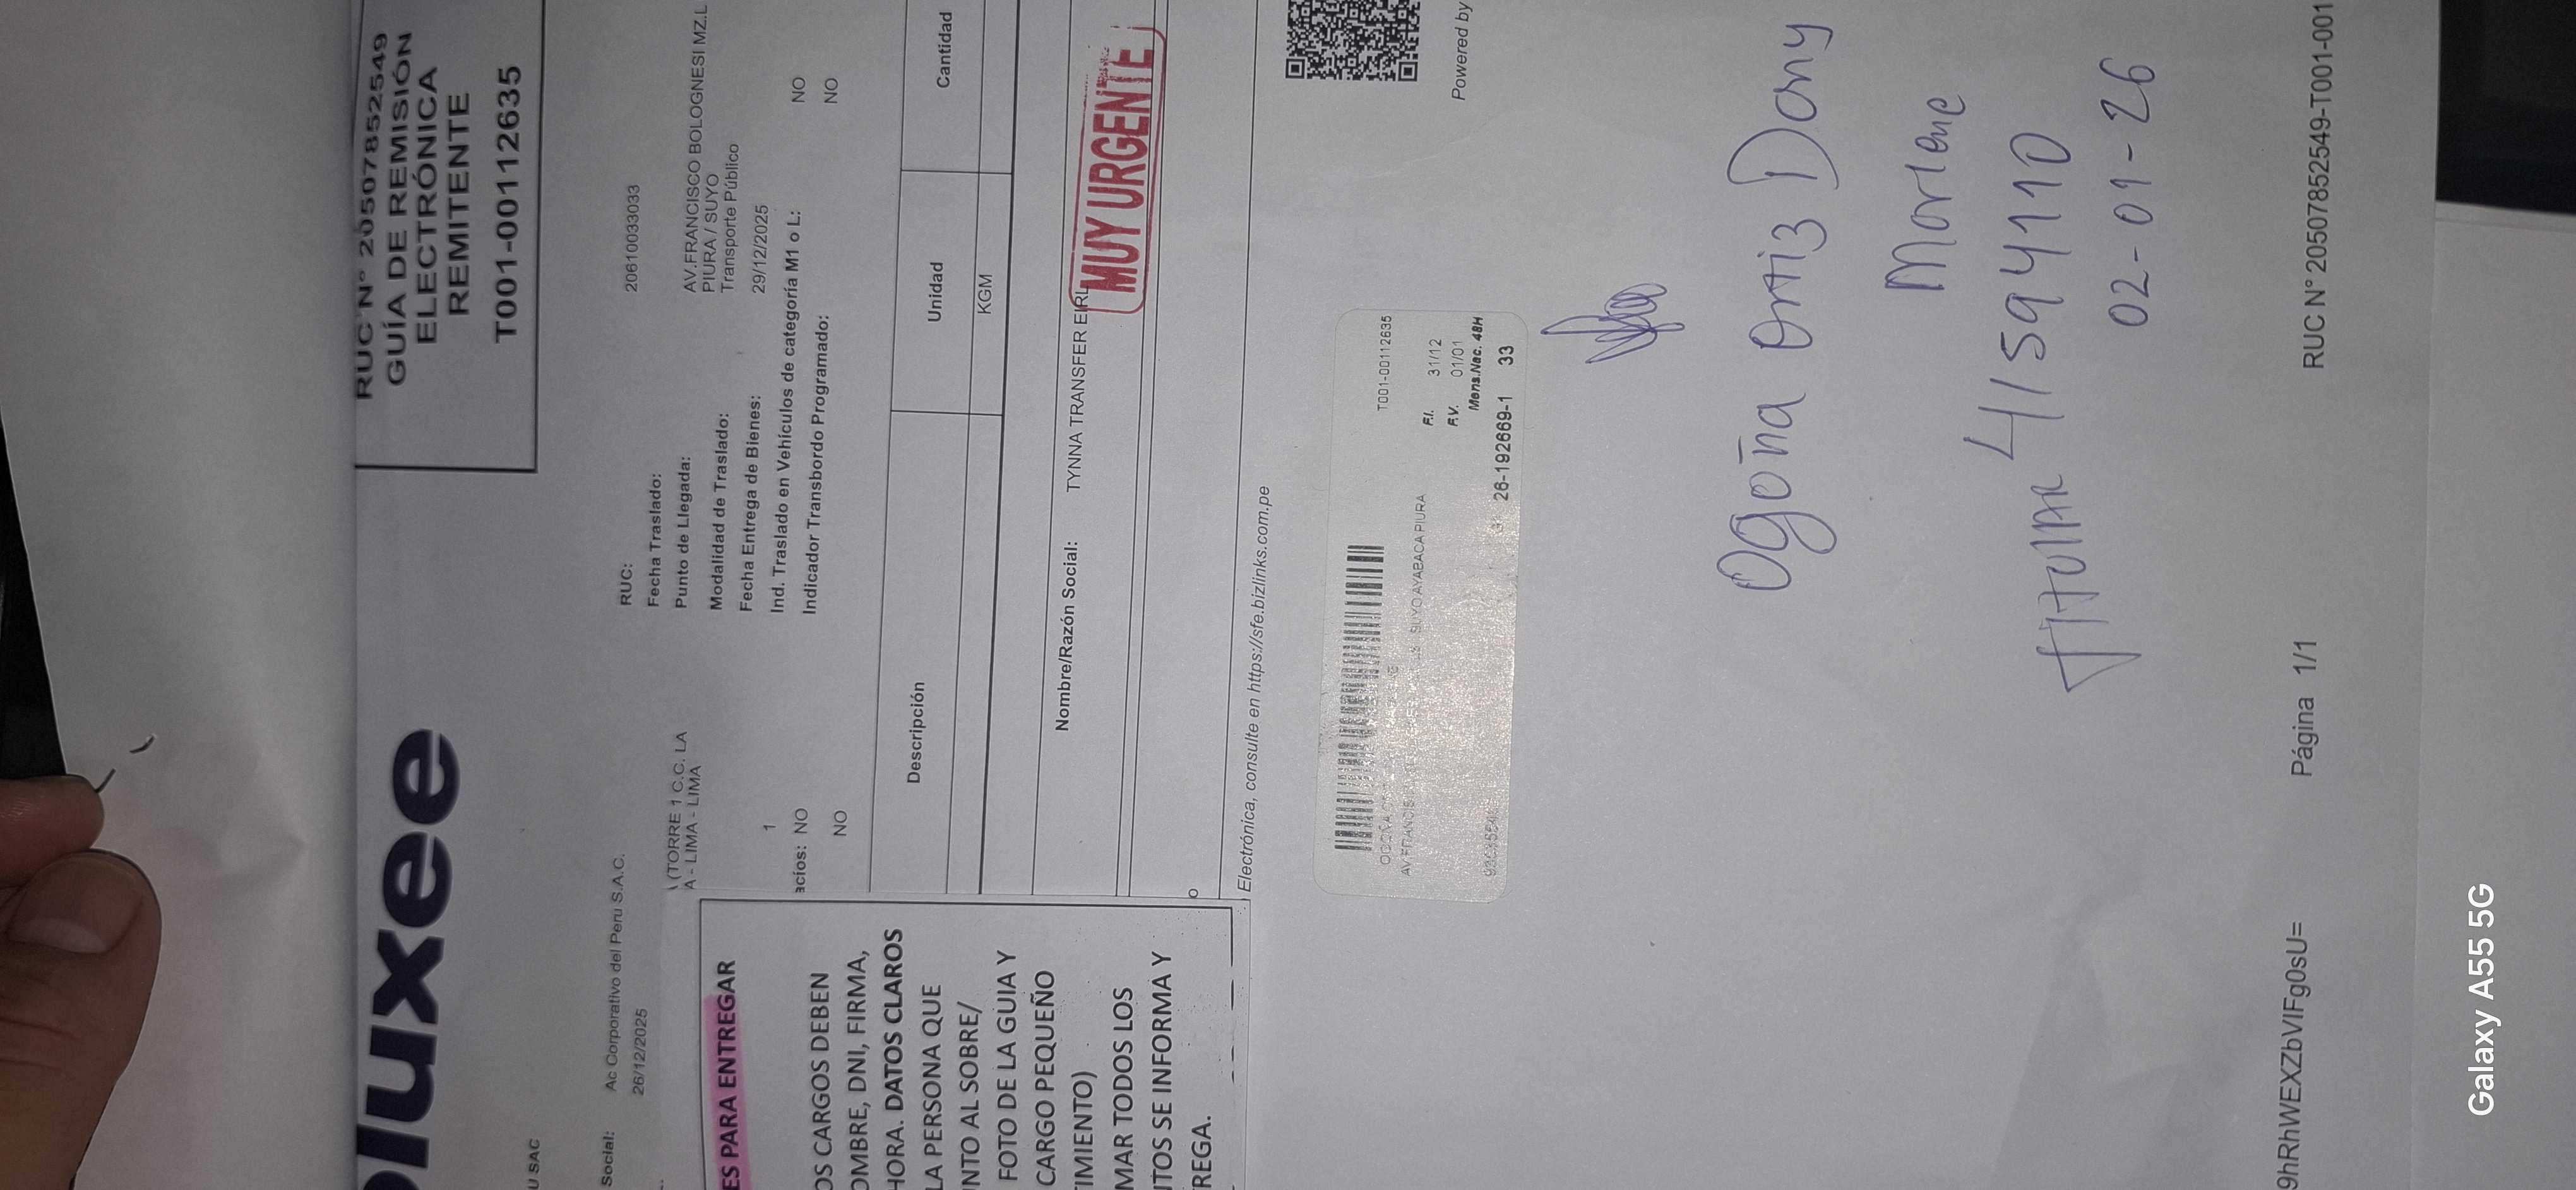 RUC N° 20507852549
GUÍA DE REMISIÓN
ELECTRÓNICA
REMITENTE
T001-00112635
oluxee
U SAC
Social: Ac Corporativo del Peru S.A.C.
26/12/2025
(TORRE 1 C.C. LA
A - LIMA - LIMA
1
acíos: NO
NO
RUC: 20610033033
Fecha Traslado:
Punto de Llegada: AV.FRANCISCO BOLOGNESI MZ.L
PIURA / SUYO
Modalidad de Traslado: Transporte Público
Fecha Entrega de Bienes: 29/12/2025
Ind. Traslado en Vehículos de categoría M1 o L: NO
Indicador Transbordo Programado: NO
Descripción Unidad Cantidad
KGM
Nombre/Razón Social: TYNNA TRANSFER EIRL
MUY URGENTE
ES PARA ENTREGAR
OS CARGOS DEBEN
OMBRE, DNI, FIRMA,
HORA. DATOS CLAROS
LA PERSONA QUE
NTO AL SOBRE/
FOTO DE LA GUIA Y
CARGO PEQUEÑO
TIMIENTO)
MAR TODOS LOS
TOS SE INFORMA Y
REGA.
o
Electrónica, consulte en https://sfe.bizlinks.com.pe
Powered by
T001-00112635
SUYO AYABACA PIURA
F.I. 31/12
F.V. 01/01
Mens.Nac. 48H
26-192669-1 33
Ogoña Ortiz Dany
Marlene
TITULAR 41594110
02-01-26
9hRhWEXZbVIFg0sU=
Página 1/1
RUC N° 20507852549-T001-001
Galaxy A55 5G